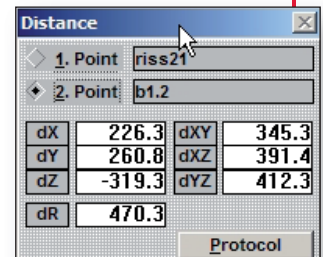 Distance
1. Point riss21
2. Point b1.2
dX 226.3 dXY 345.3
dY 260.8 dXZ 391.4
dZ -319.3 dYZ 412.3
dR 470.3
Protocol